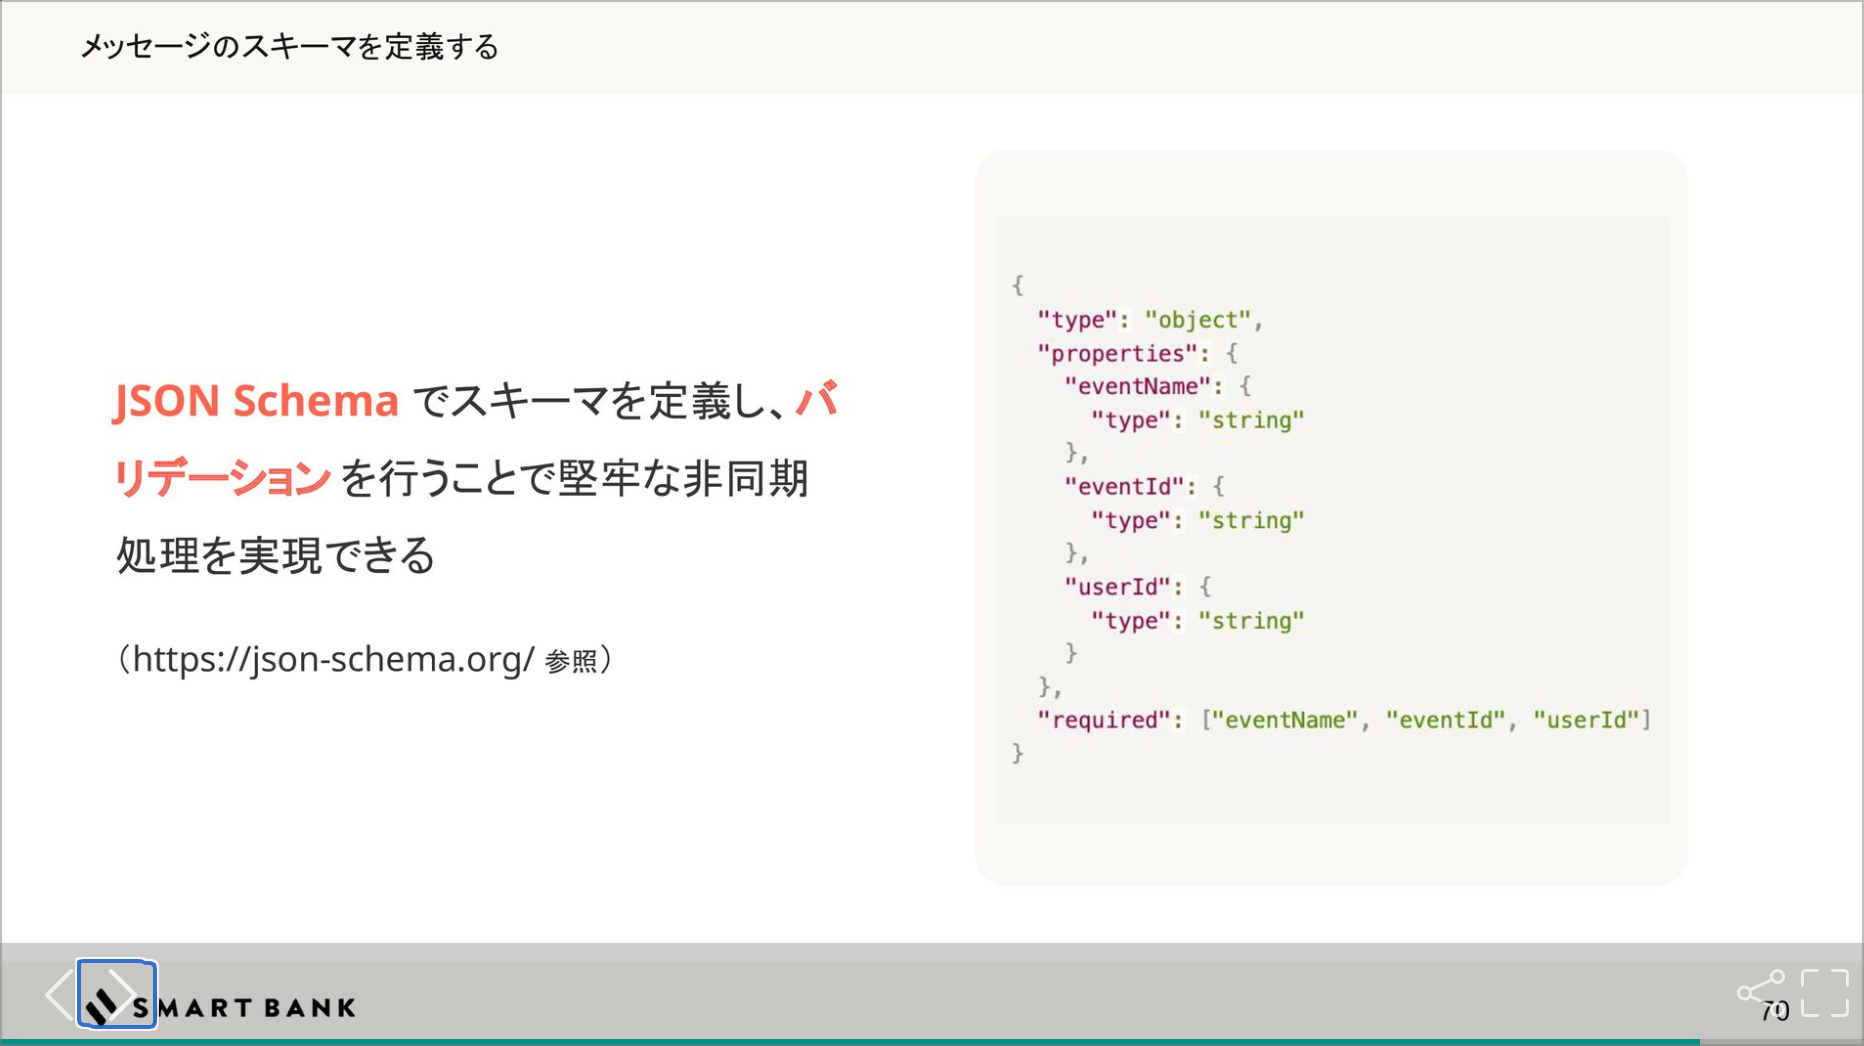 メッセージのスキーマを定義する
JSON Schema でスキーマを定義し、バ
リデーション を行うことで堅牢な非同期
処理を実現できる
（https://json-schema.org/ 参照）
{
  "type": "object",
  "properties": {
    "eventName": {
      "type": "string"
    },
    "eventId": {
      "type": "string"
    },
    "userId": {
      "type": "string"
    }
  },
  "required": ["eventName", "eventId", "userId"]
}
SMART BANK
70